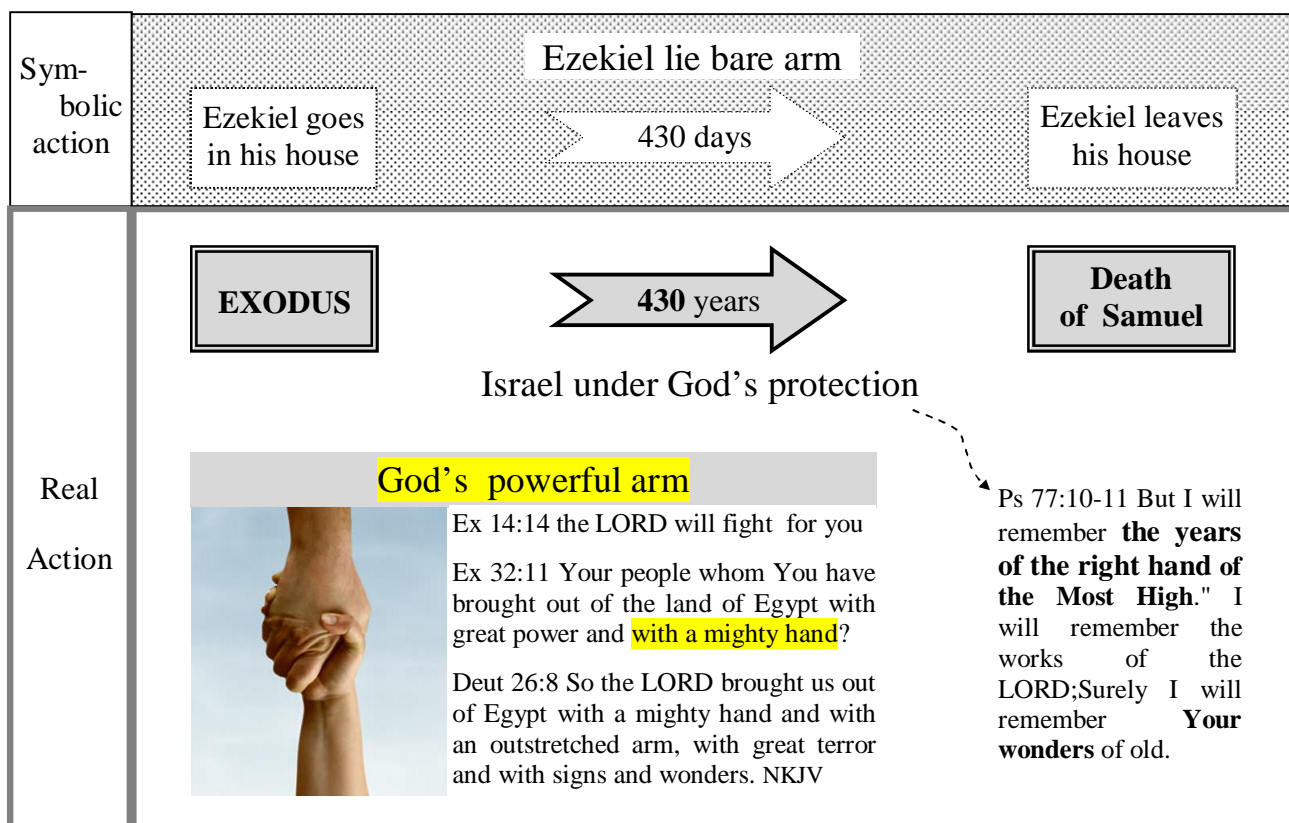 Sym-
bolic
action
Ezekiel lie bare arm
Ezekiel goes
in his house
430 days
Ezekiel leaves
his house
Real
Action
EXODUS
430 years
Death
of Samuel
Israel under God's protection
God's powerful arm
Ex 14:14 the LORD will fight for you
Ex 32:11 Your people whom You have
brought out of the land of Egypt with
great power and with a mighty hand?
Deut 26:8 So the LORD brought us out
of Egypt with a mighty hand and with
an outstretched arm, with great terror
and with signs and wonders. NKJV
Ps 77:10-11 But I will
remember the years
of the right hand of
the Most High." I
will remember the
works of the
LORD;Surely I will
remember Your
wonders of old.